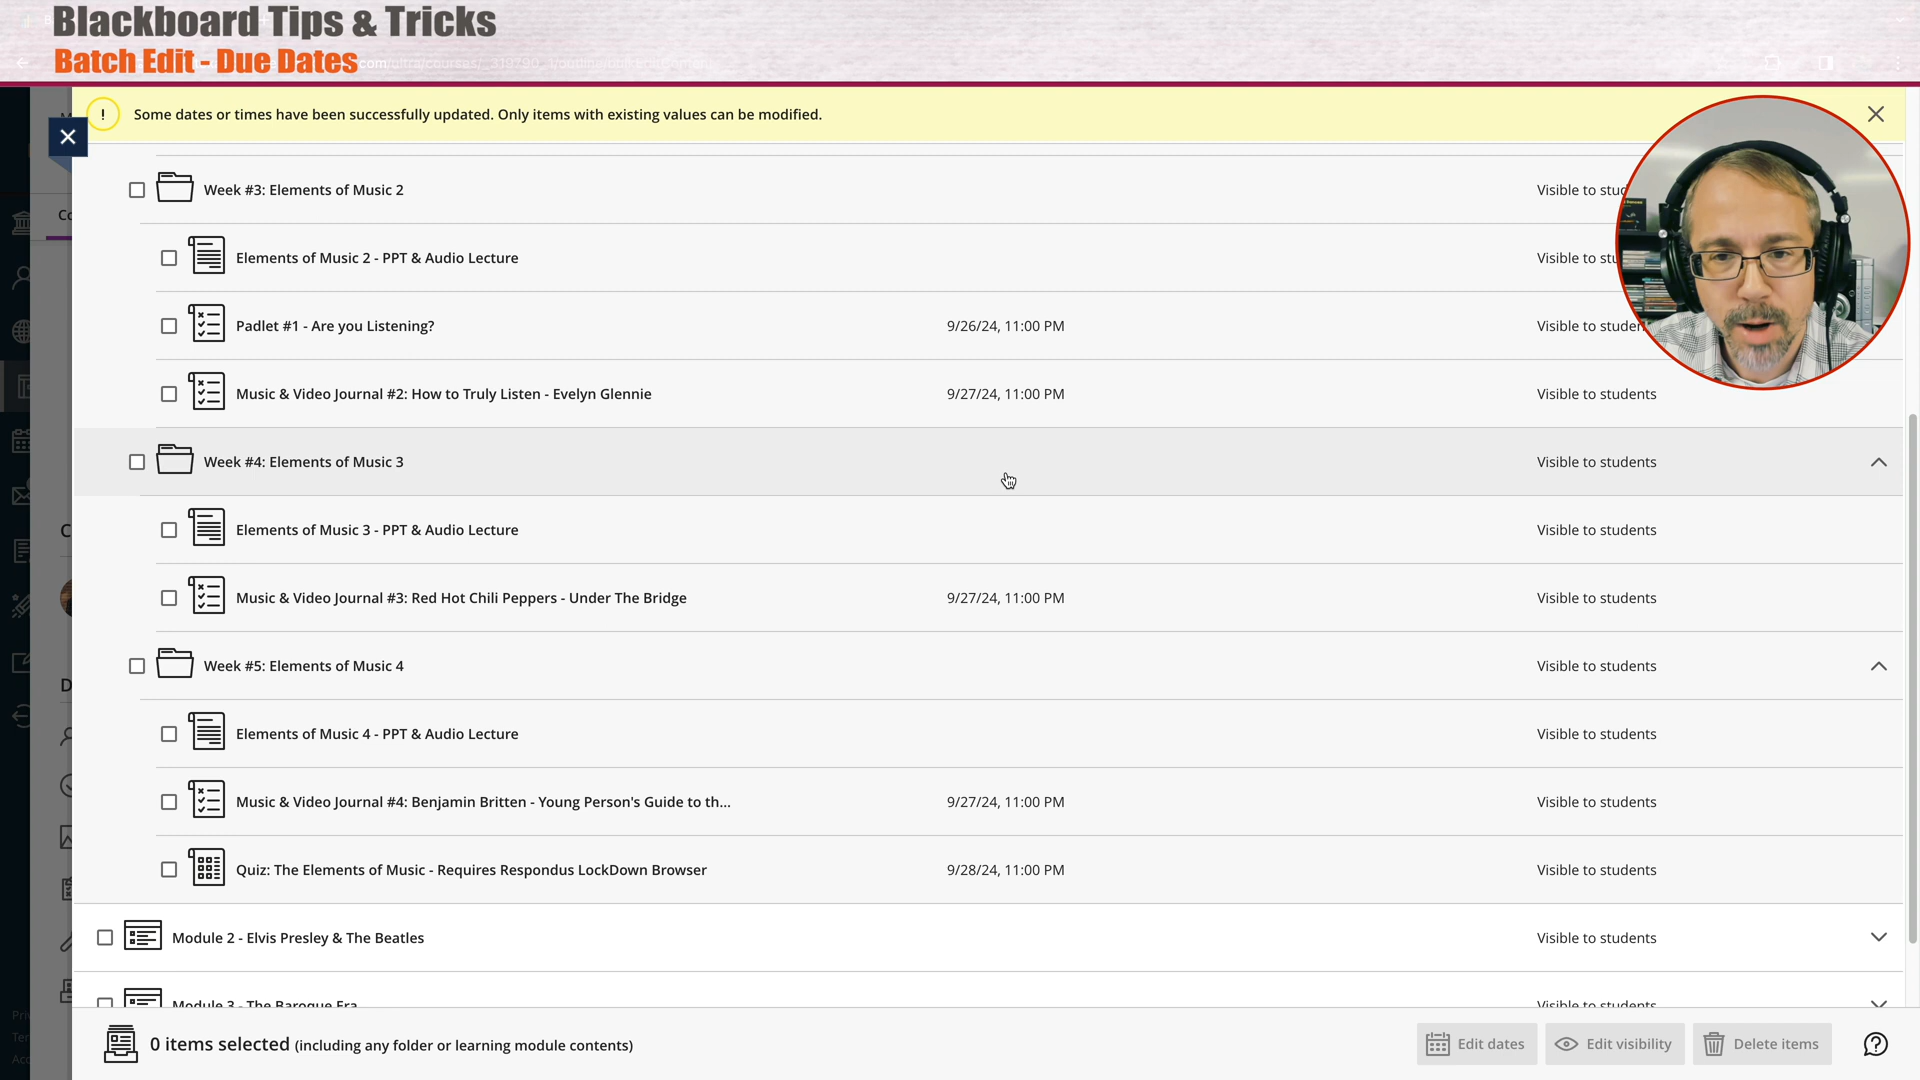 Blackboard Tips & Tricks
Batch Edit - Due Dates
Some dates or times have been successfully updated. Only items with existing values can be modified.
Week #3: Elements of Music 2
Elements of Music 2 - PPT & Audio Lecture
Padlet #1 - Are you Listening? 9/26/24, 11:00 PM
Music & Video Journal #2: How to Truly Listen - Evelyn Glennie 9/27/24, 11:00 PM Visible to students
Week #4: Elements of Music 3 Visible to students
Elements of Music 3 - PPT & Audio Lecture Visible to students
Music & Video Journal #3: Red Hot Chili Peppers - Under The Bridge 9/27/24, 11:00 PM Visible to students
Week #5: Elements of Music 4 Visible to students
Elements of Music 4 - PPT & Audio Lecture Visible to students
Music & Video Journal #4: Benjamin Britten - Young Person's Guide to th... 9/27/24, 11:00 PM Visible to students
Quiz: The Elements of Music - Requires Respondus LockDown Browser 9/28/24, 11:00 PM Visible to students
Module 2 - Elvis Presley & The Beatles Visible to students
Module 3 - The Baroque Era Visible to students
0 items selected (including any folder or learning module contents) Edit dates Edit visibility Delete items